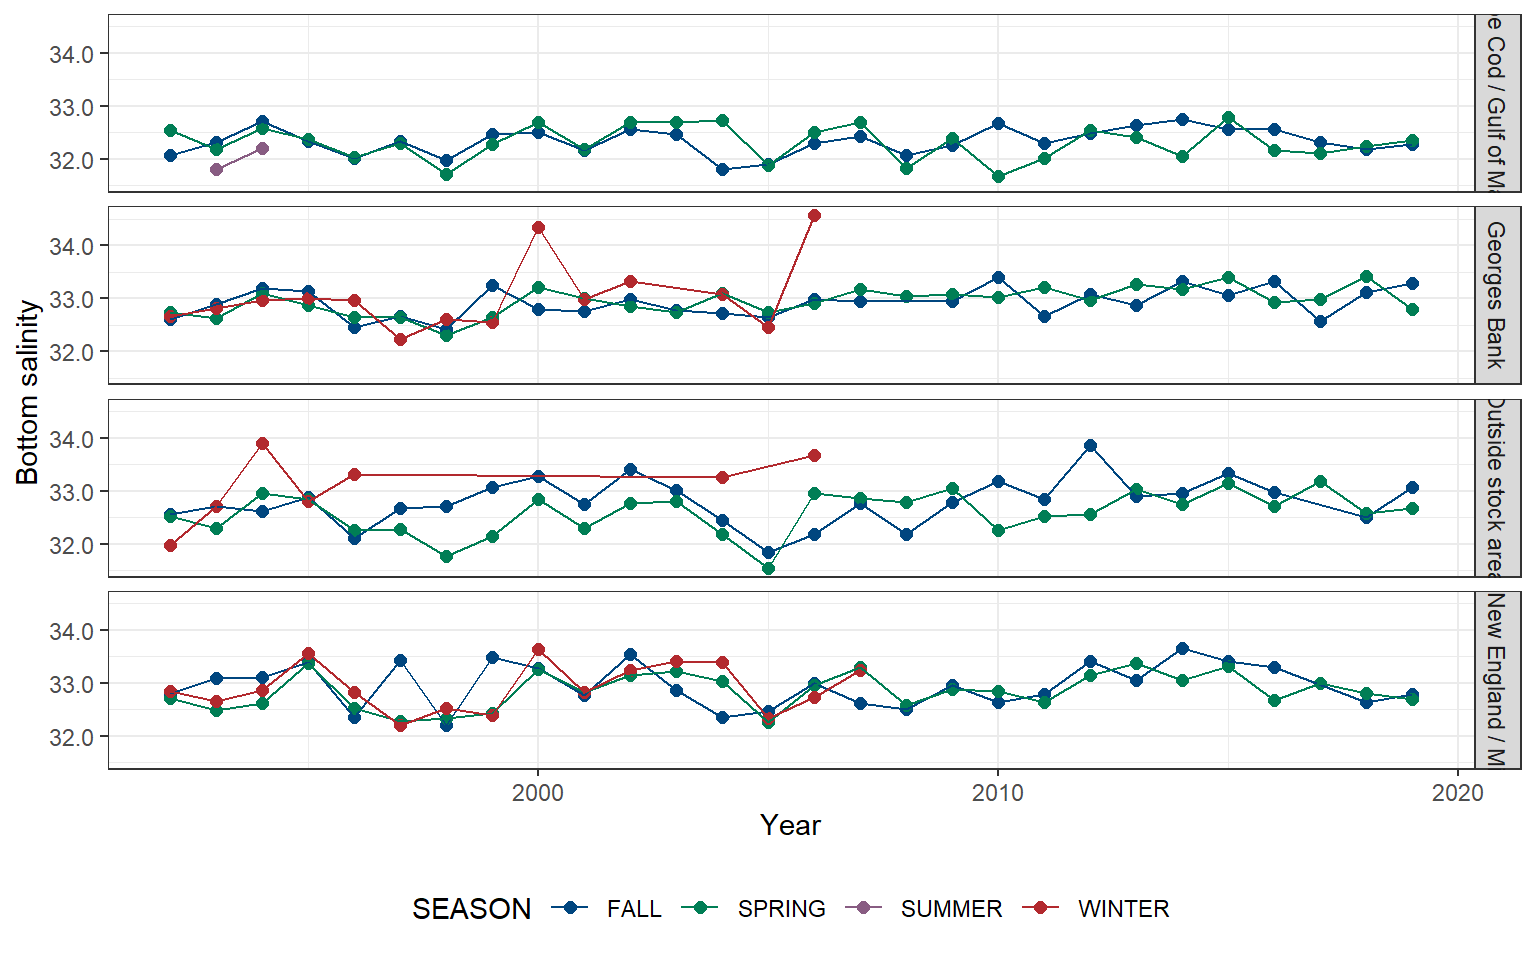 Bottom salinity
34.0
33.0
32.0
Cod / Gulf of
34.0
33.0
32.0
Georges Bank
34.0
33.0
32.0
Outside stock area
34.0
33.0
32.0
New England / M
2000
2010
2020
Year
SEASON FALL SPRING SUMMER WINTER